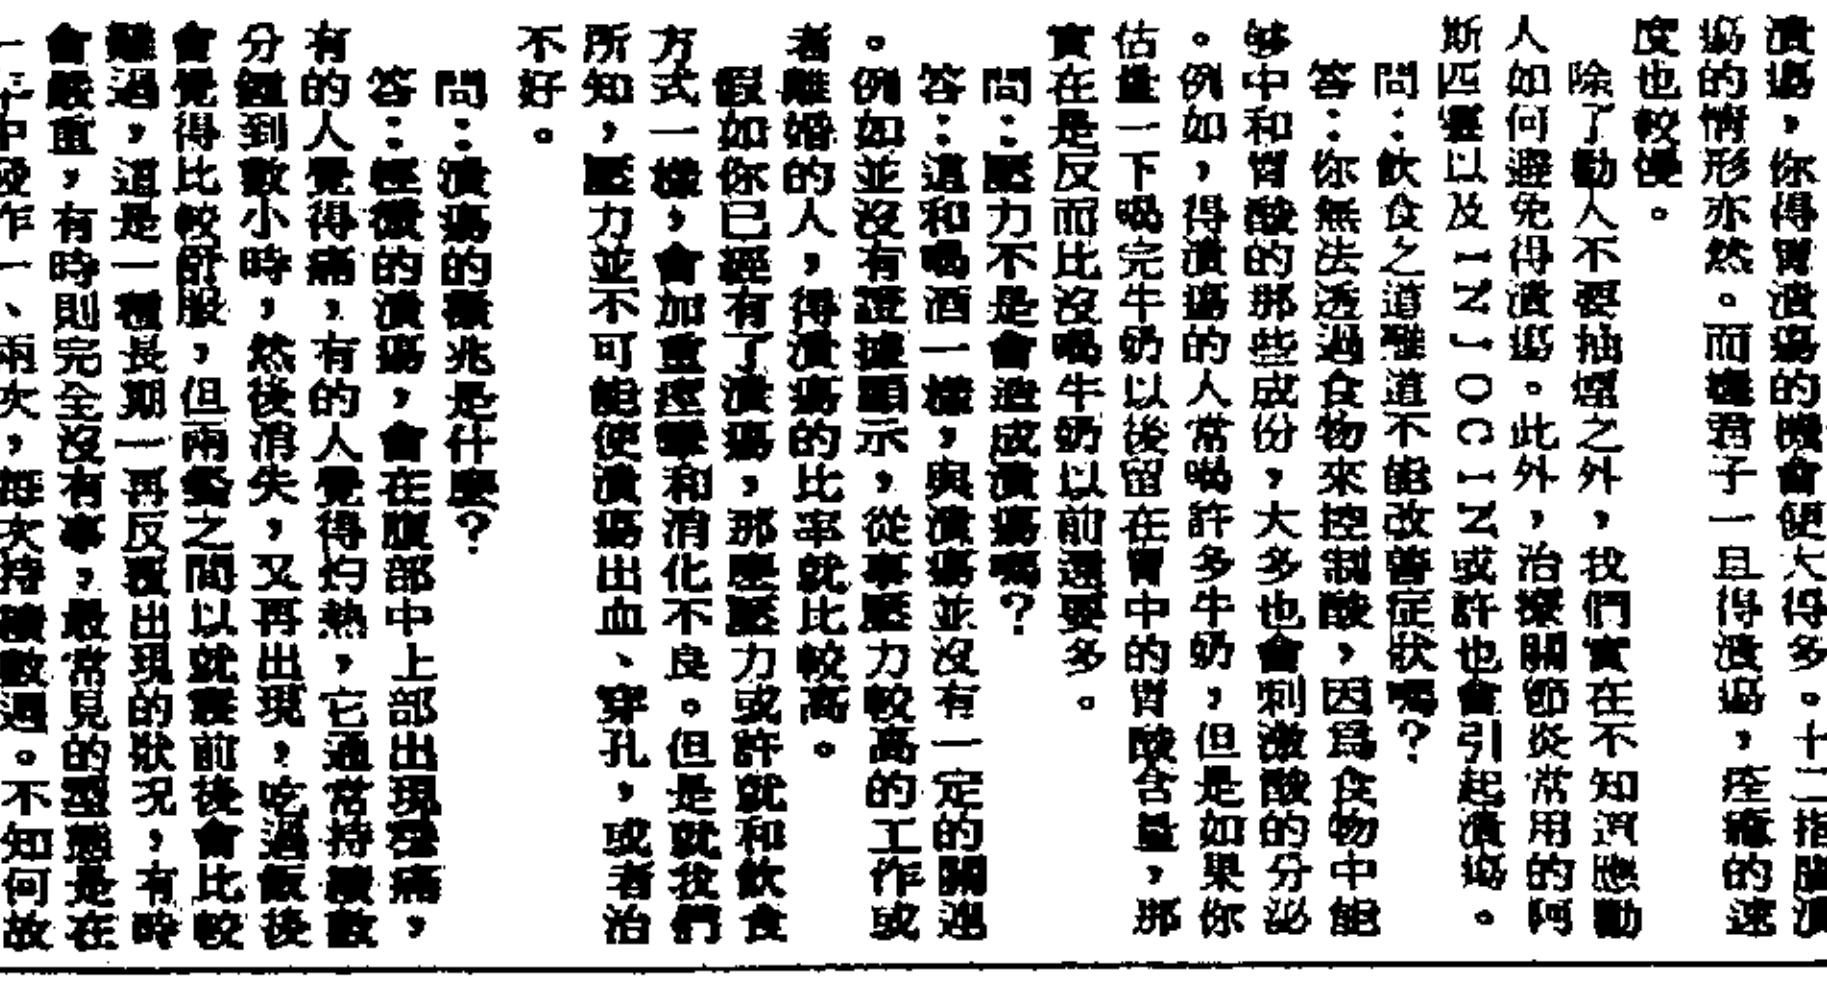 潰瘍，你得胃潰瘍的機會便大得多。十二指腸潰
瘍的情形亦然。而癮君子一旦得潰瘍，痊癒的速
度也較慢。
除了勸人不要抽煙之外，我們實在不知道應勸
人如何避免得潰瘍。此外，治療關節炎常用的阿
斯匹靈以及INJOCIN或許也會引起潰瘍。
問：飲食之道難道不能改善症狀嗎？
答：你無法透過食物來控制酸，因爲食物中能
够中和胃酸的那些成份，大多也會刺激酸的分泌
。例如，得潰瘍的人常喝許多牛奶，但是如果你
估量一下喝完牛奶以後留在胃中的胃酸含量，那
實在是反而比沒喝牛奶以前還要多。
問：壓力不是會造成潰瘍嗎？
答：這和喝酒一樣，與潰瘍並沒有一定的關連
。例如並沒有證據顯示，從事壓力較高的工作或
者離婚的人，得潰瘍的比率就比較高。
假如你已經有了潰瘍，那麼壓力或許就和飲食
方式一樣，會加重痙攣和消化不良。但是就我們
所知，壓力並不可能使潰瘍出血、穿孔，或者治
不好。
問：潰瘍的徵兆是什麼？
答：輕微的潰瘍，會在腹部中上部出現疼痛，
有的人覺得痛，有的人覺得灼熱，它通常持續數
分鐘到數小時，然後消失，又再出現，吃過飯後
會覺得比較舒服，但兩餐之間以就寢前後會比較
難過，這是一種長期一再反覆出現的狀況，有時
會嚴重，有時則完全沒有事，最常見的型態是在
一年中發作一、兩次，每次持續數週。不知何故